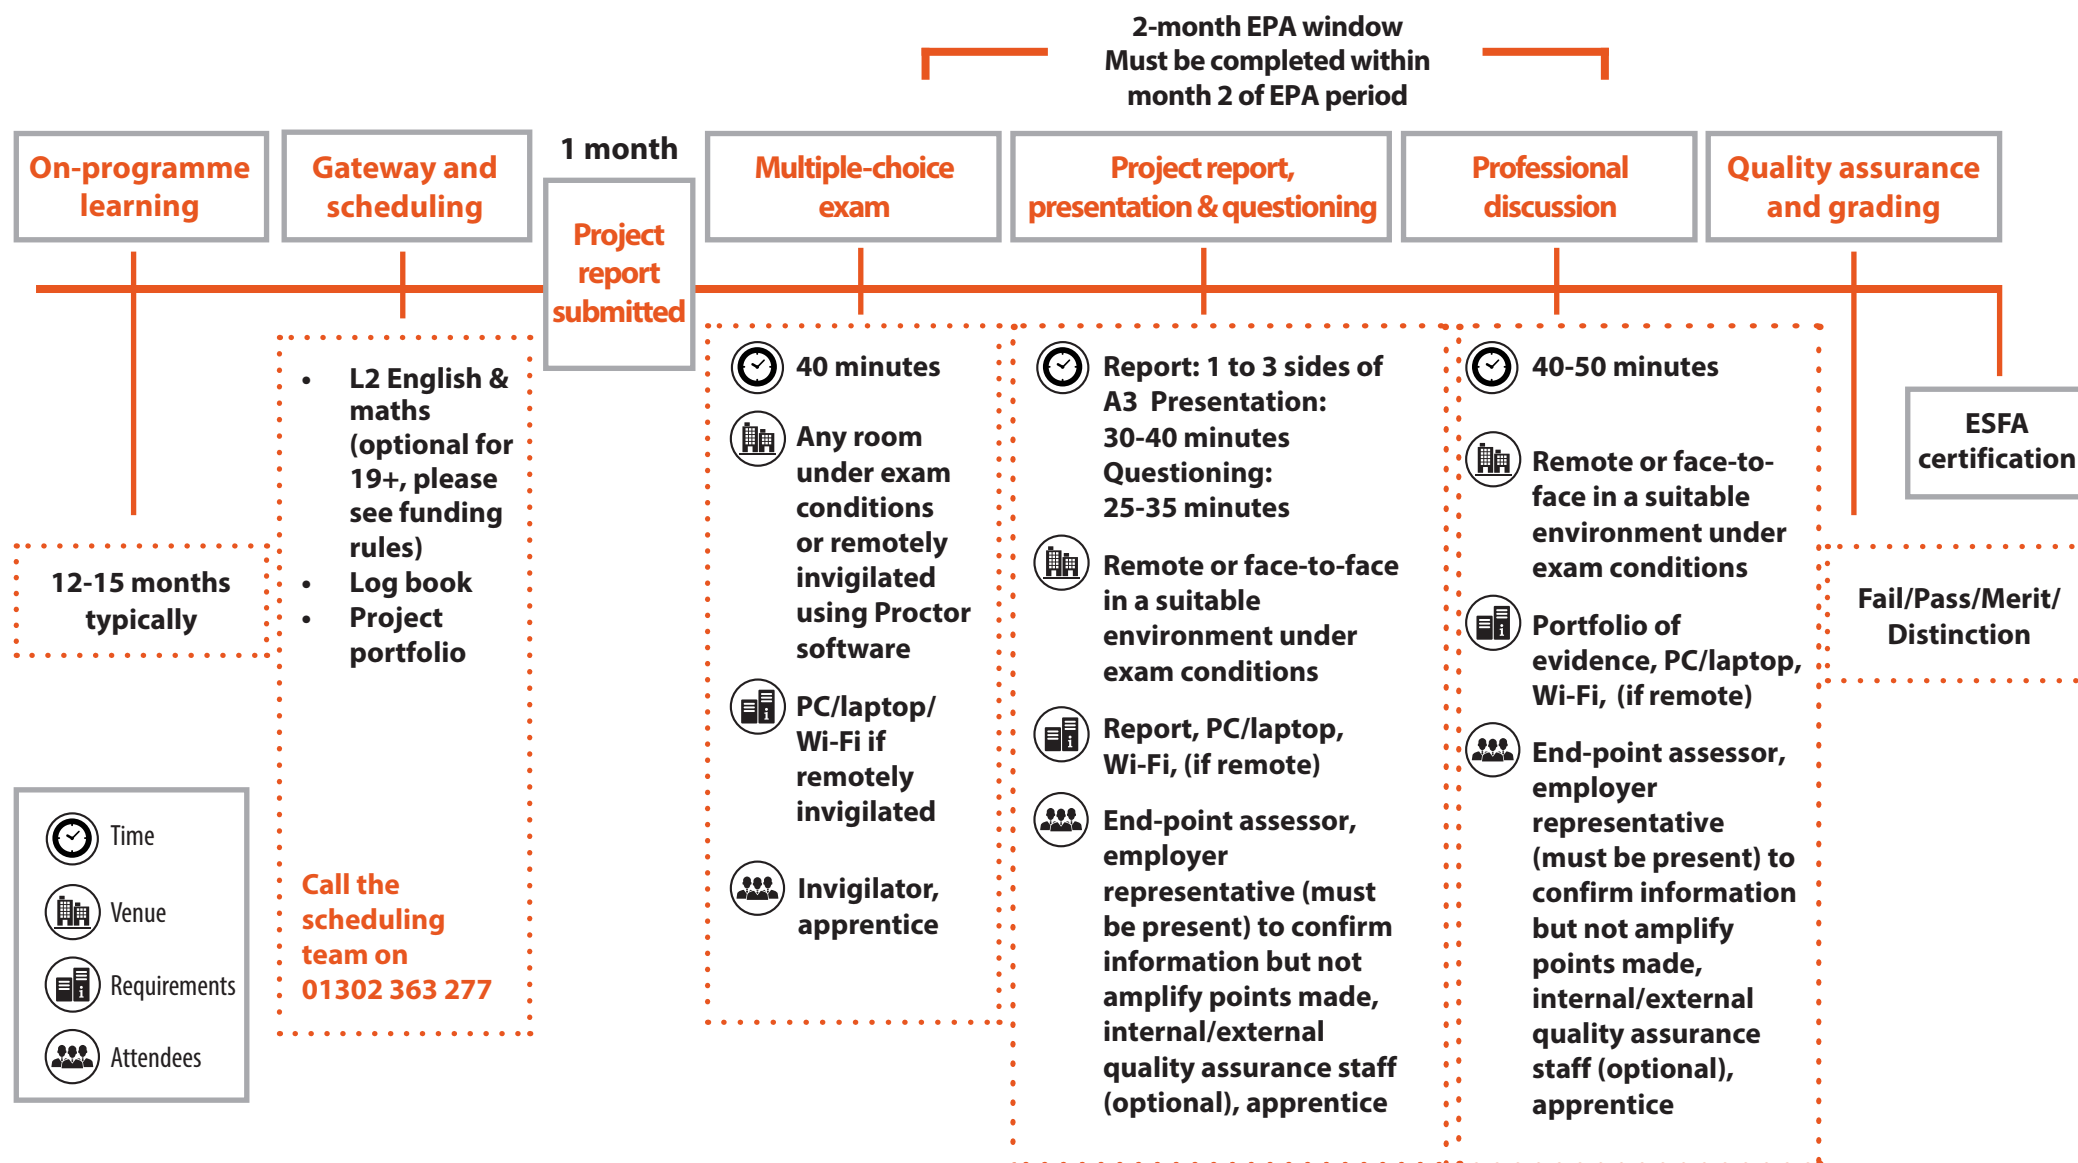 2-month EPA window
Must be completed within
month 2 of EPA period
On-programme
learning
Gateway and
scheduling
1 month
Project
report
submitted
Multiple-choice
exam
Project report,
presentation & questioning
Professional
discussion
Quality assurance
and grading
12-15 months
typically
• L2 English &
maths
(optional for
19+, please
see funding
rules)
• Log book
• Project
portfolio
Call the
scheduling
team on
01302 363 277
40 minutes
Any room
under exam
conditions
or remotely
invigilated
using Proctor
software
PC/laptop/
Wi-Fi if
remotely
invigilated
Invigilator,
apprentice
Report: 1 to 3 sides of
A3 Presentation:
30-40 minutes
Questioning:
25-35 minutes
Remote or face-to-face
in a suitable
environment under
exam conditions
Report, PC/laptop,
Wi-Fi, (if remote)
End-point assessor,
employer
representative (must
be present) to confirm
information but not
amplify points made,
internal/external
quality assurance staff
(optional), apprentice
40-50 minutes
Remote or face-to-
face in a suitable
environment under
exam conditions
Portfolio of
evidence, PC/laptop,
Wi-Fi, (if remote)
End-point assessor,
employer
representative
(must be present) to
confirm information
but not amplify
points made,
internal/external
quality assurance
staff (optional),
apprentice
Fail/Pass/Merit/
Distinction
ESFA
certification
Time
Venue
Requirements
Attendees